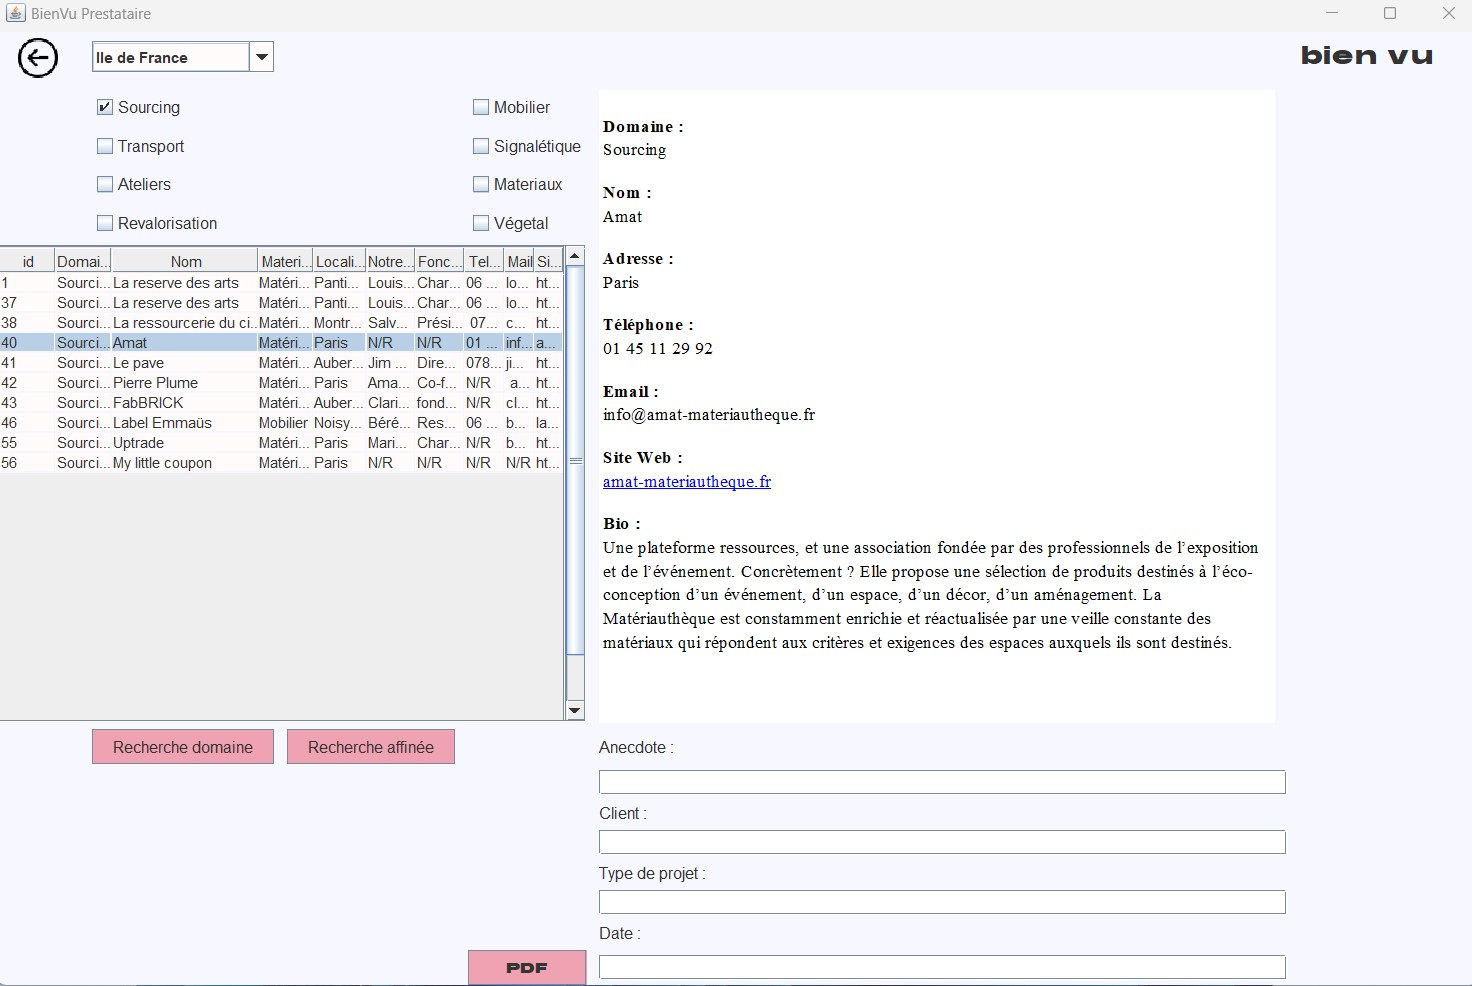 BienVu Prestataire
Ile de France
bien vu
Sourcing
Mobilier
Transport
Signalétique
Ateliers
Materiaux
Revalorisation
Végetal
id Domai... Nom Materi... Locali... Notre... Fonc... Tel... Mail Si...
1 Sourci... La reserve des arts Matéri... Panti... Louis... Char... 06 ... lo... ht...
37 Sourci... La reserve des arts Matéri... Panti... Louis... Char... 06 ... lo... ht...
38 Sourci... La ressourcerie du ci... Matéri... Montr... Salv... Prési... 07... c... ht...
40 Sourci... Amat Matéri... Paris N/R N/R 01 ... inf... a...
41 Sourci... Le pave Matéri... Auber... Jim ... Dire... 078... ji... ht...
42 Sourci... Pierre Plume Matéri... Paris Ama... Co-f... N/R a... ht...
43 Sourci... FabBRICK Matéri... Auber... Clari... fond... N/R cl... ht...
46 Sourci... Label Emmaüs Mobilier Noisy... Béré... Res... 06 ... b... la...
55 Sourci... Uptrade Matéri... Paris Mari... Char... N/R b... ht...
56 Sourci... My little coupon Matéri... Paris N/R N/R N/R N/R ht...
Recherche domaine
Recherche affinée
PDF
Domaine :
Sourcing
Nom :
Amat
Adresse :
Paris
Téléphone :
01 45 11 29 92
Email :
info@amat-materiautheque.fr
Site Web :
amat-materiautheque.fr
Bio :
Une plateforme ressources, et une association fondée par des professionnels de l’exposition
et de l’événement. Concrètement ? Elle propose une sélection de produits destinés à l’éco-
conception d’un événement, d’un espace, d’un décor, d’un aménagement. La
Matériauthèque est constamment enrichie et réactualisée par une veille constante des
matériaux qui répondent aux critères et exigences des espaces auxquels ils sont destinés.
Anecdote :
Client :
Type de projet :
Date :